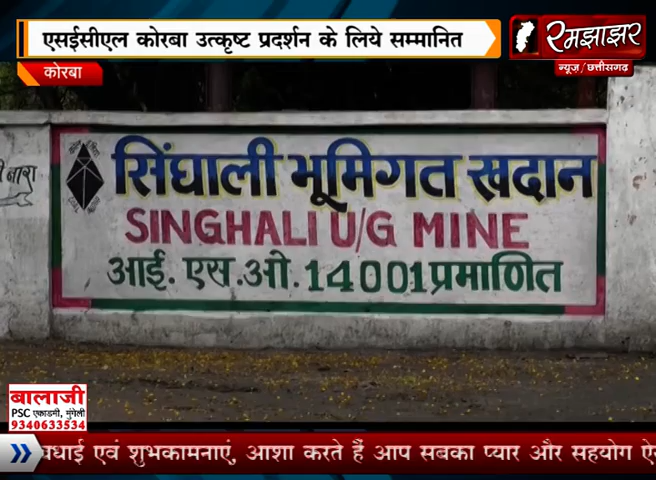 एसईसीएल कोरबा उत्कृष्ट प्रदर्शन के लिये सम्मानित
रमझाझर
न्यूज़/छत्तीसगढ़
कोरबा
सिंघाली भूमिगत खदान
नारा
SINGHALI U/G MINE
आई. एस.ओ. 14001 प्रमाणित
बालाजी
PSC एकाडमी, मुंगेली
9340633534
बधाई एवं शुभकामनाएं, आशा करते हैं आप सबका प्यार और सहयोग